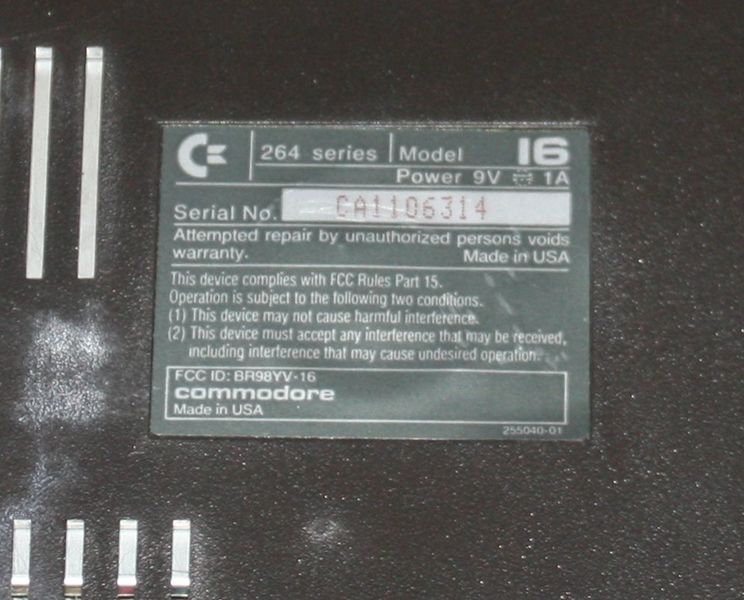 264 series Model 16
Power 9V ⎓ 1A
Serial No. CA1106314
Attempted repair by unauthorized persons voids
warranty. Made in USA
This device complies with FCC Rules Part 15.
Operation is subject to the following two conditions.
(1) This device may not cause harmful interference.
(2) This device must accept any interference that may be received,
including interference that may cause undesired operation.
FCC ID: BR98YV-16
commodore
Made in USA
255040-01